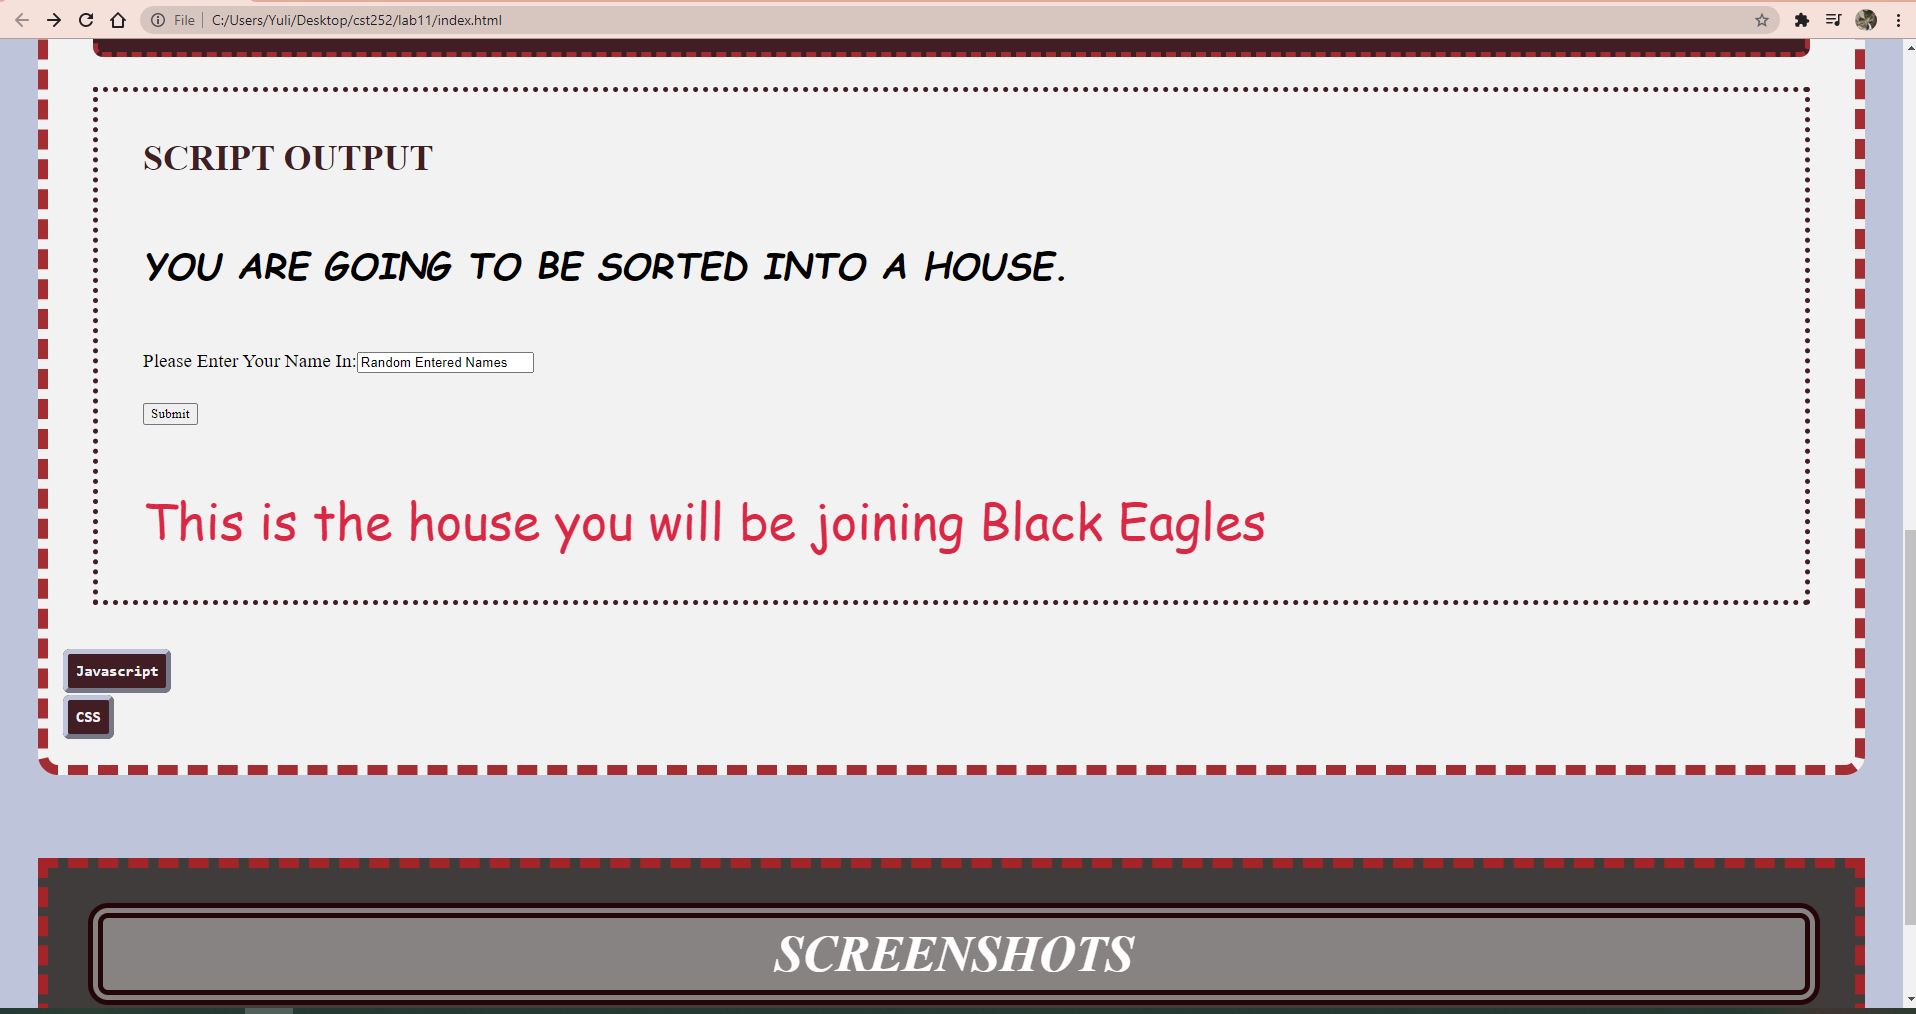 File C:/Users/Yuli/Desktop/cst252/lab11/index.html
SCRIPT OUTPUT
YOU ARE GOING TO BE SORTED INTO A HOUSE.
Please Enter Your Name In: Random Entered Names
Submit
This is the house you will be joining Black Eagles
Javascript
CSS
SCREENSHOTS